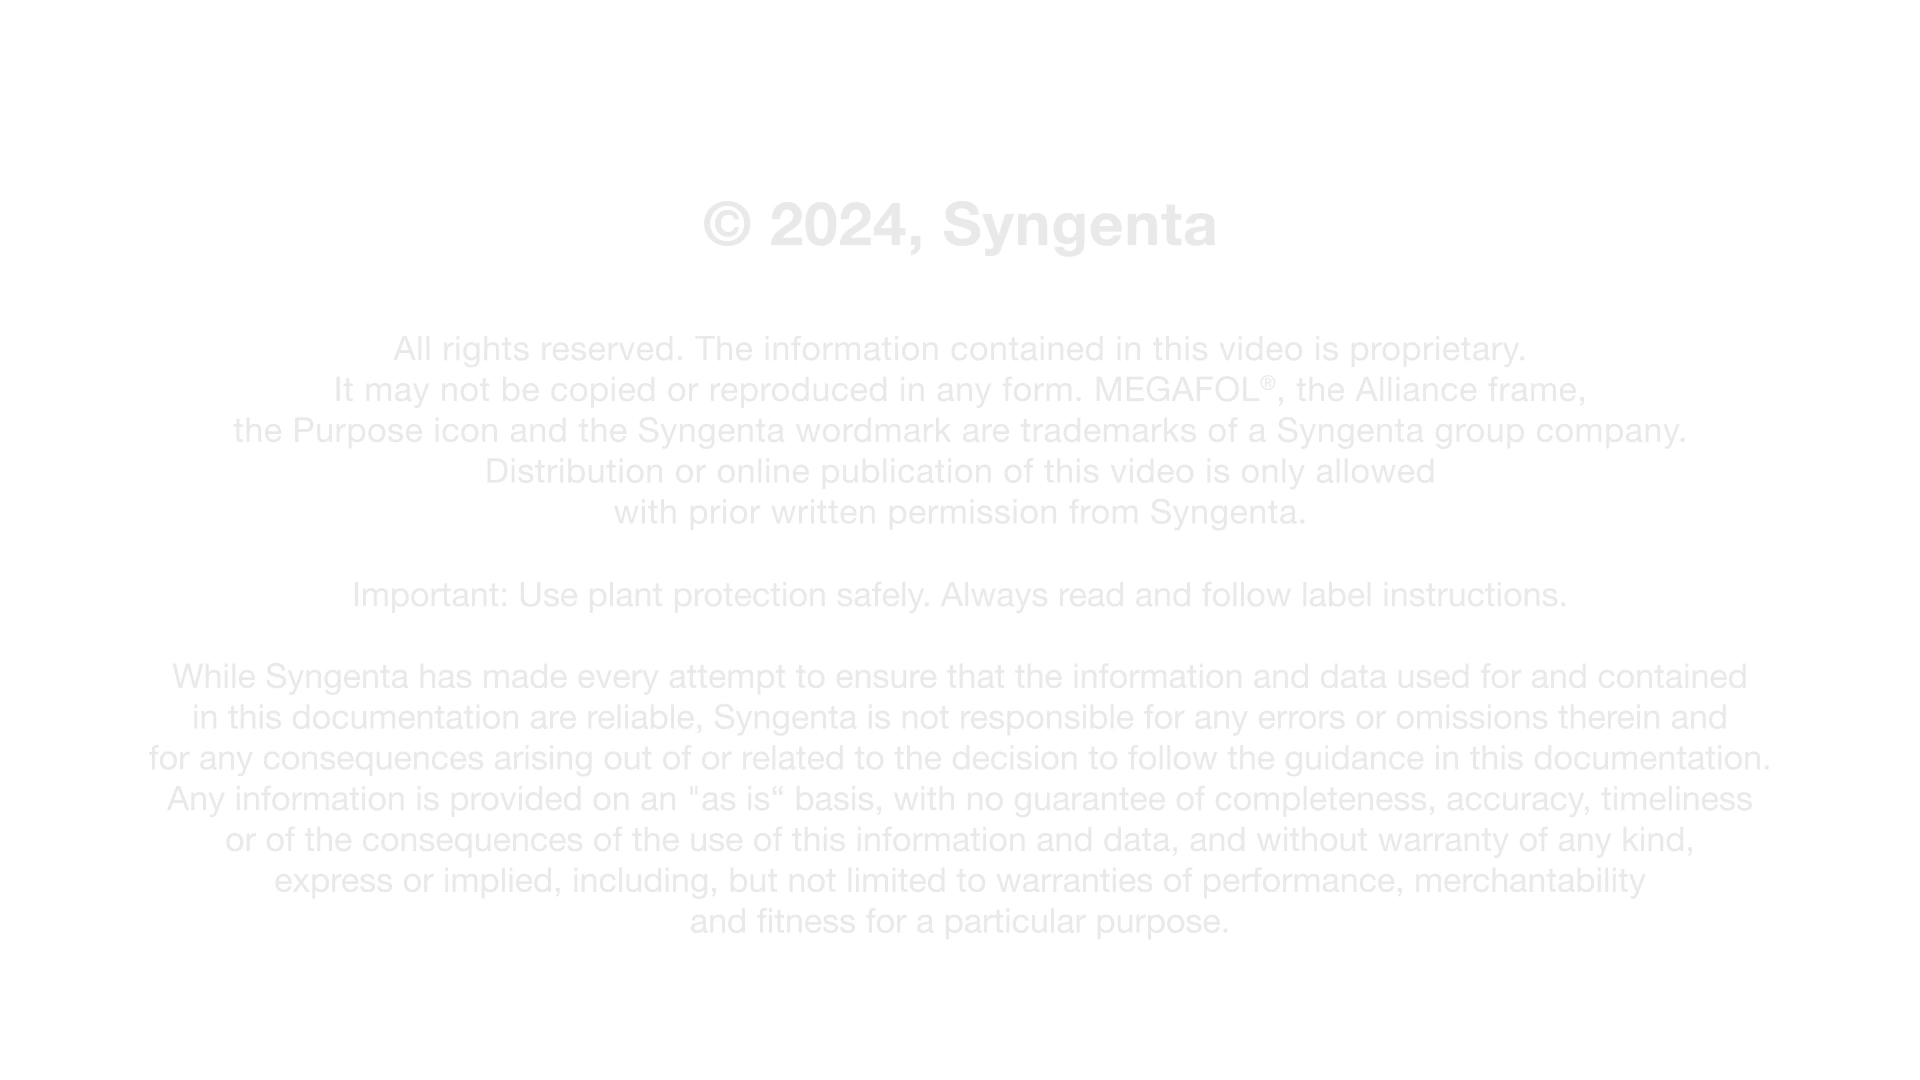 © 2024, Syngenta
All rights reserved. The information contained in this video is proprietary.
It may not be copied or reproduced in any form. MEGAFOL®, the Alliance frame,
the Purpose icon and the Syngenta wordmark are trademarks of a Syngenta group company.
Distribution or online publication of this video is only allowed
with prior written permission from Syngenta.
Important: Use plant protection safely. Always read and follow label instructions.
While Syngenta has made every attempt to ensure that the information and data used for and contained
in this documentation are reliable, Syngenta is not responsible for any errors or omissions therein and
for any consequences arising out of or related to the decision to follow the guidance in this documentation.
Any information is provided on an "as is“ basis, with no guarantee of completeness, accuracy, timeliness
or of the consequences of the use of this information and data, and without warranty of any kind,
express or implied, including, but not limited to warranties of performance, merchantability
and fitness for a particular purpose.